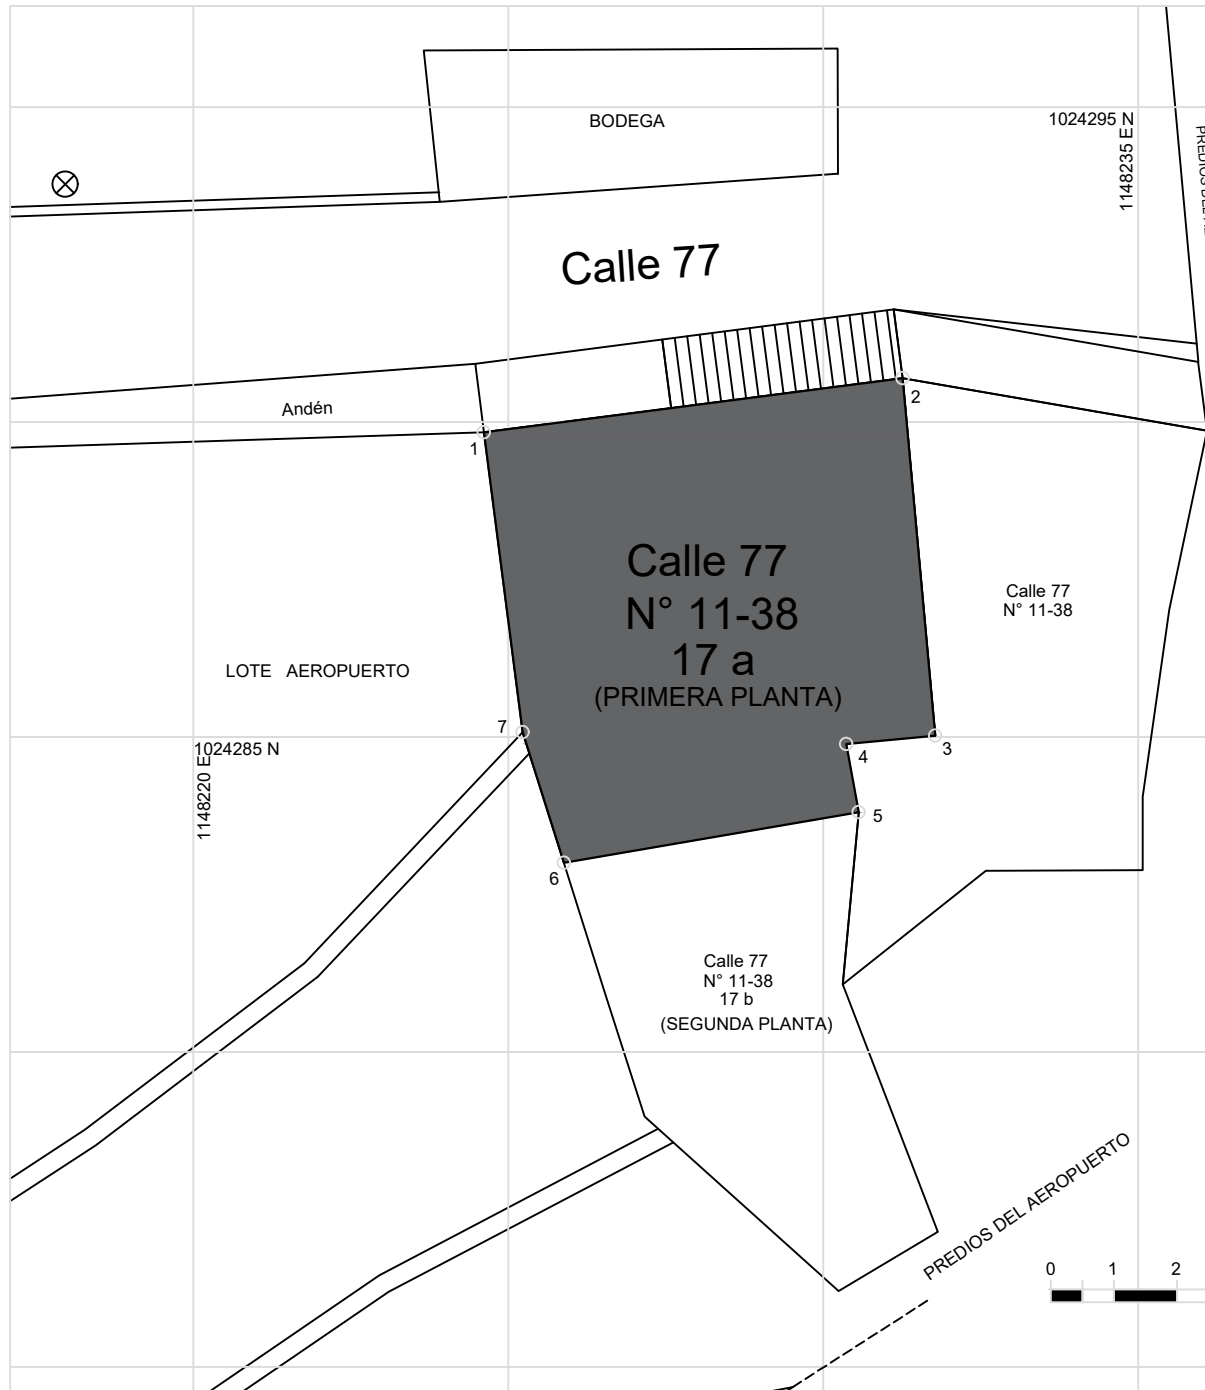 BODEGA
1024295 N
1148235 E
Calle 77
Andén
1
2
Calle 77
N° 11-38
17 a
(PRIMERA PLANTA)
Calle 77
N° 11-38
LOTE   AEROPUERTO
7
1024285 N
1148220 E
3
4
5
6
Calle 77
N° 11-38
17 b
(SEGUNDA PLANTA)
PREDIOS DEL AEROPUERTO
0 1 2
PREDIOS